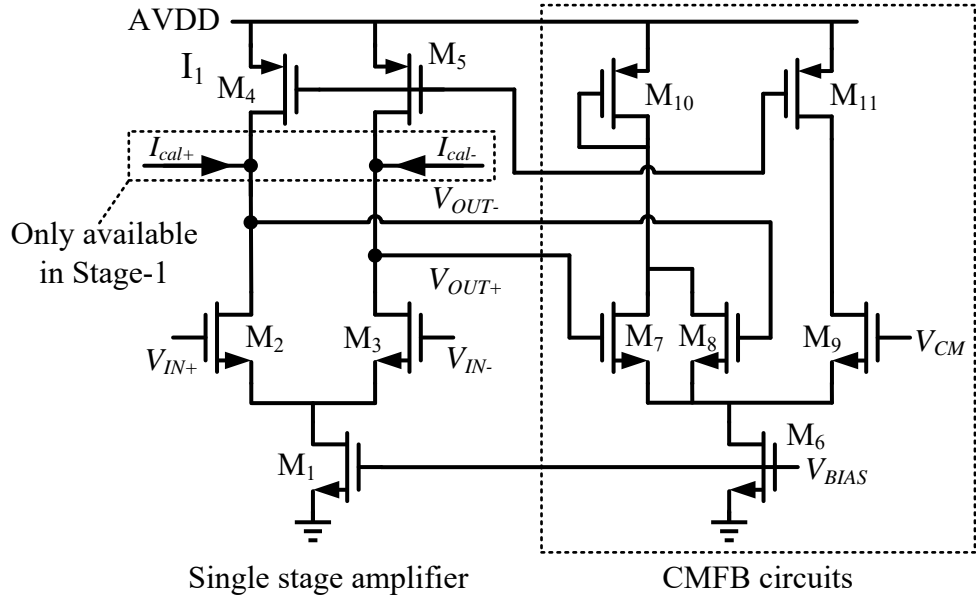 AVDD
I1
M4
M5
M10
M11
Ical+
Ical-
VOUT-
Only available
in Stage-1
VOUT+
M2
M3
M7
M8
M9
VIN+
VIN-
VCM
M1
M6
VBIAS
Single stage amplifier
CMFB circuits